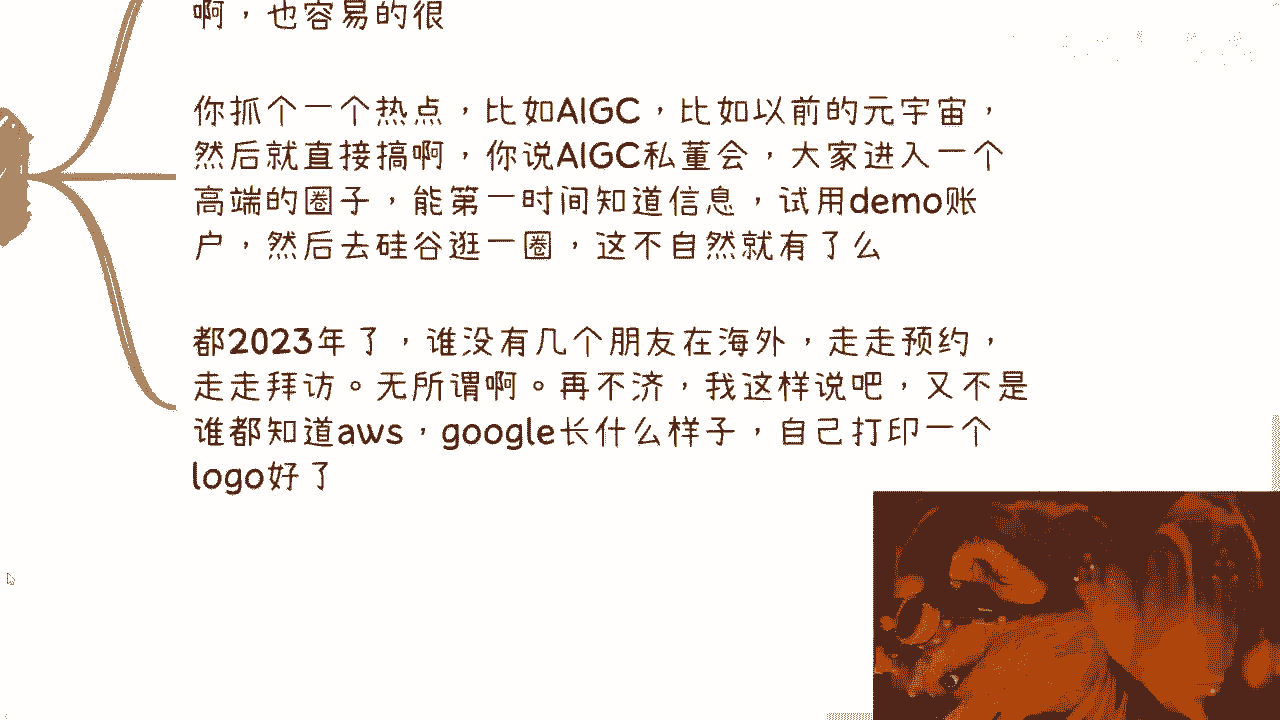 啊，也容易的很
你抓个一个热点，比如AIGC，比如以前的元宇宙，
然后就直接搞啊，你说AIGC私董会，大家进入一个
高端的圈子，能第一时间知道信息，试用demo账
户，然后去硅谷逛一圈，这不自然就有了么
都2023年了，谁没有几个朋友在海外，走走预约，
走走拜访。无所谓啊。再不济，我这样说吧，又不是
谁都知道aws，google长什么样子，自己打印一个
logo好了